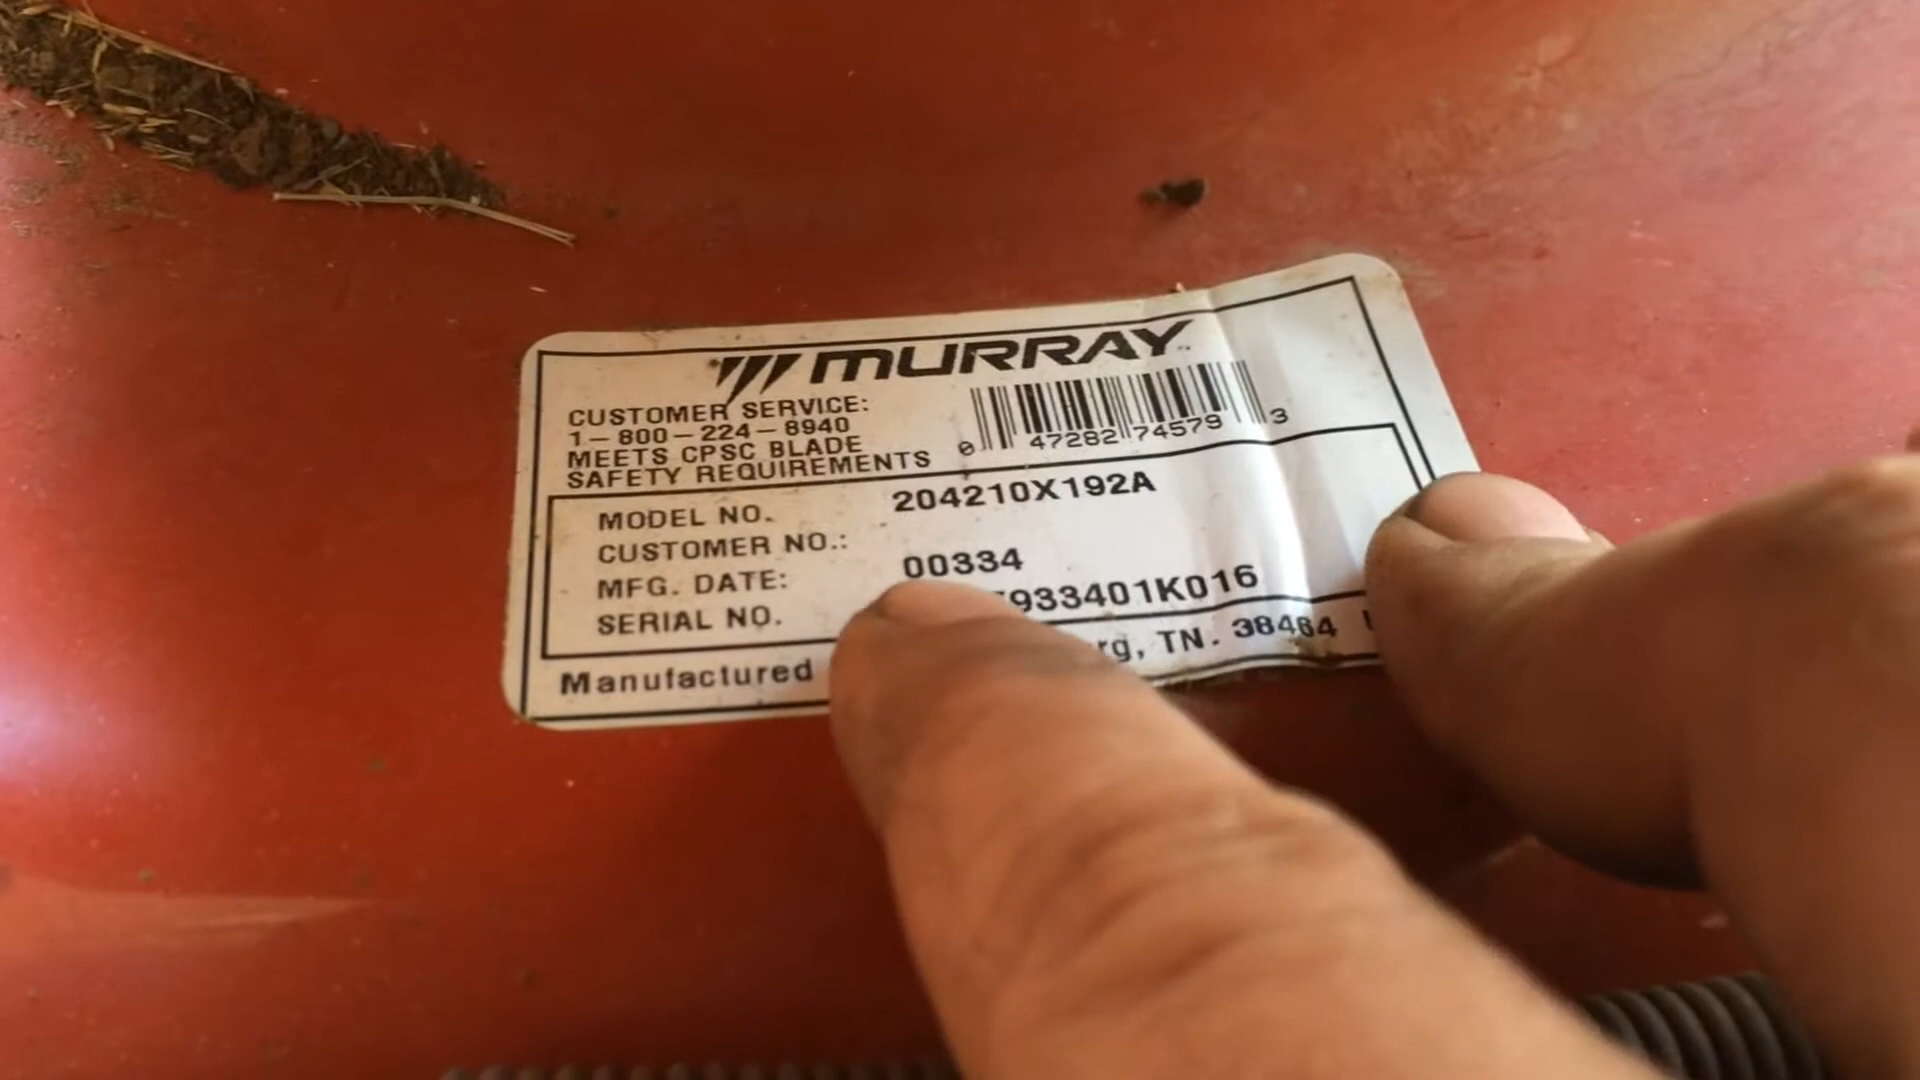 MURRAY
CUSTOMER SERVICE:
1-800-224-8940
MEETS CPSC BLADE
SAFETY REQUIREMENTS
0 47282 74579 3
MODEL NO. 204210X192A
CUSTOMER NO.:
MFG. DATE: 00334
SERIAL NO. 933401K016
Manufactured rg, TN. 38464